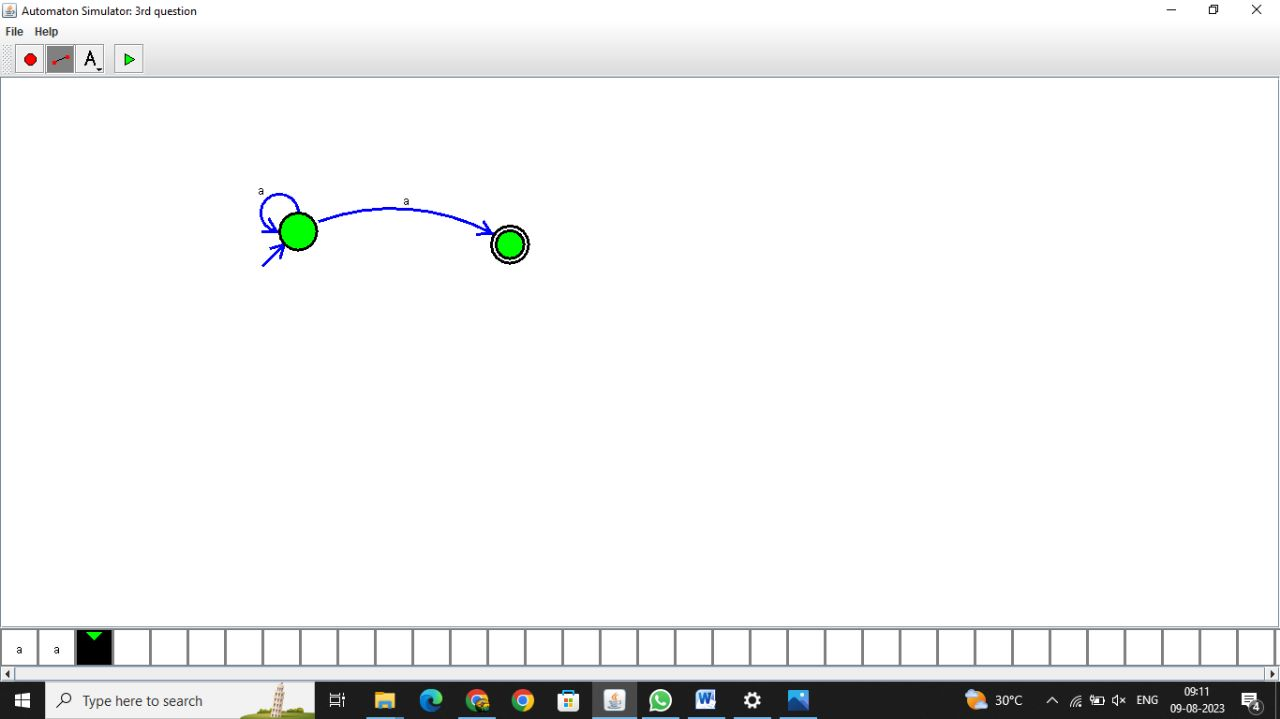 Automaton Simulator: 3rd question
File Help
A
a
a
a a
Type here to search
W
30°C
ENG
09:11
09-08-2023
4